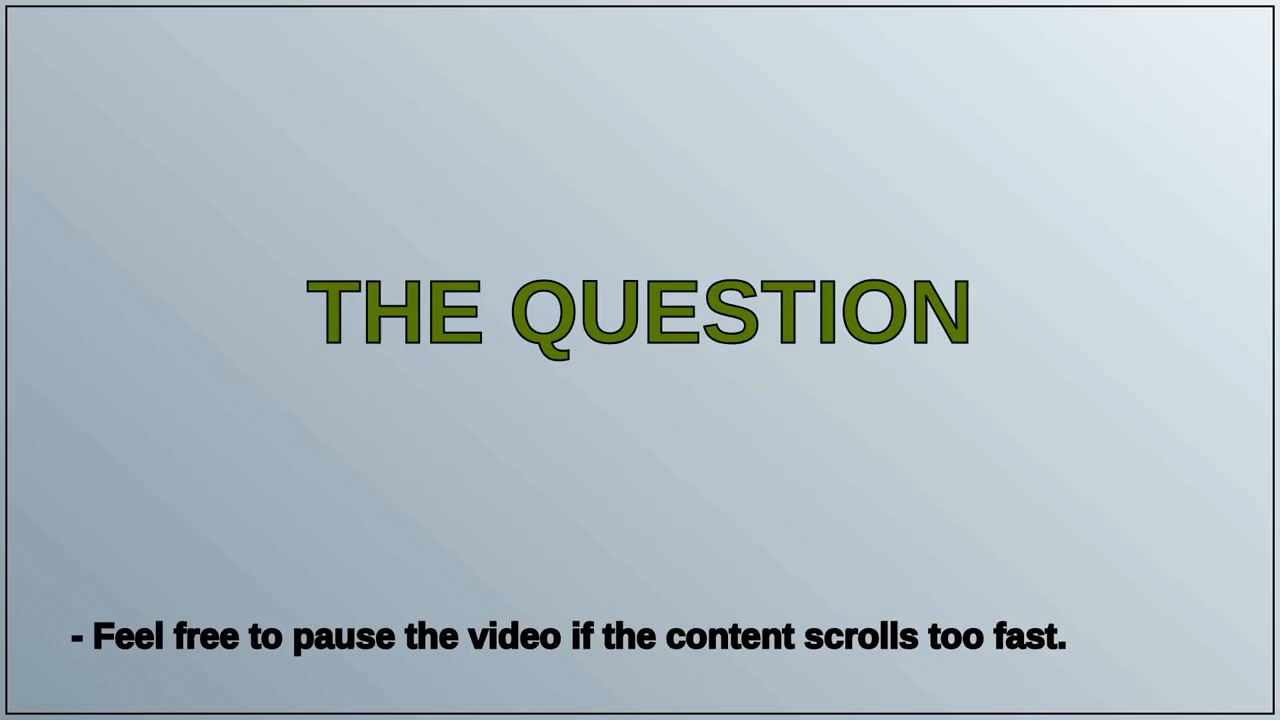 THE QUESTION
- Feel free to pause the video if the content scrolls too fast.